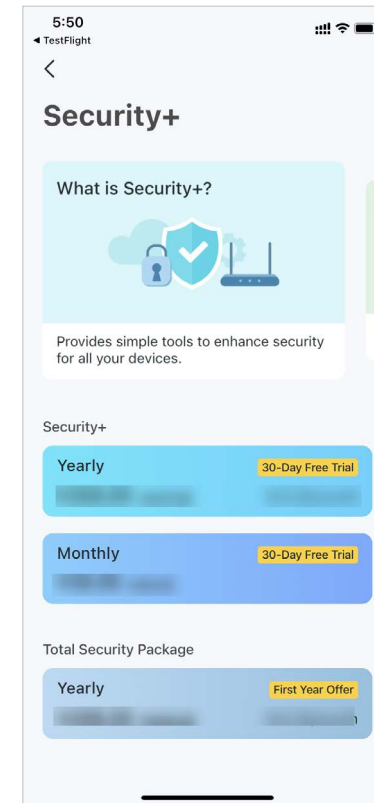 5:50
◀ TestFlight
Security+
What is Security+?
Provides simple tools to enhance security
for all your devices.
Security+
Yearly
30-Day Free Trial
Monthly
30-Day Free Trial
Total Security Package
Yearly
First Year Offer